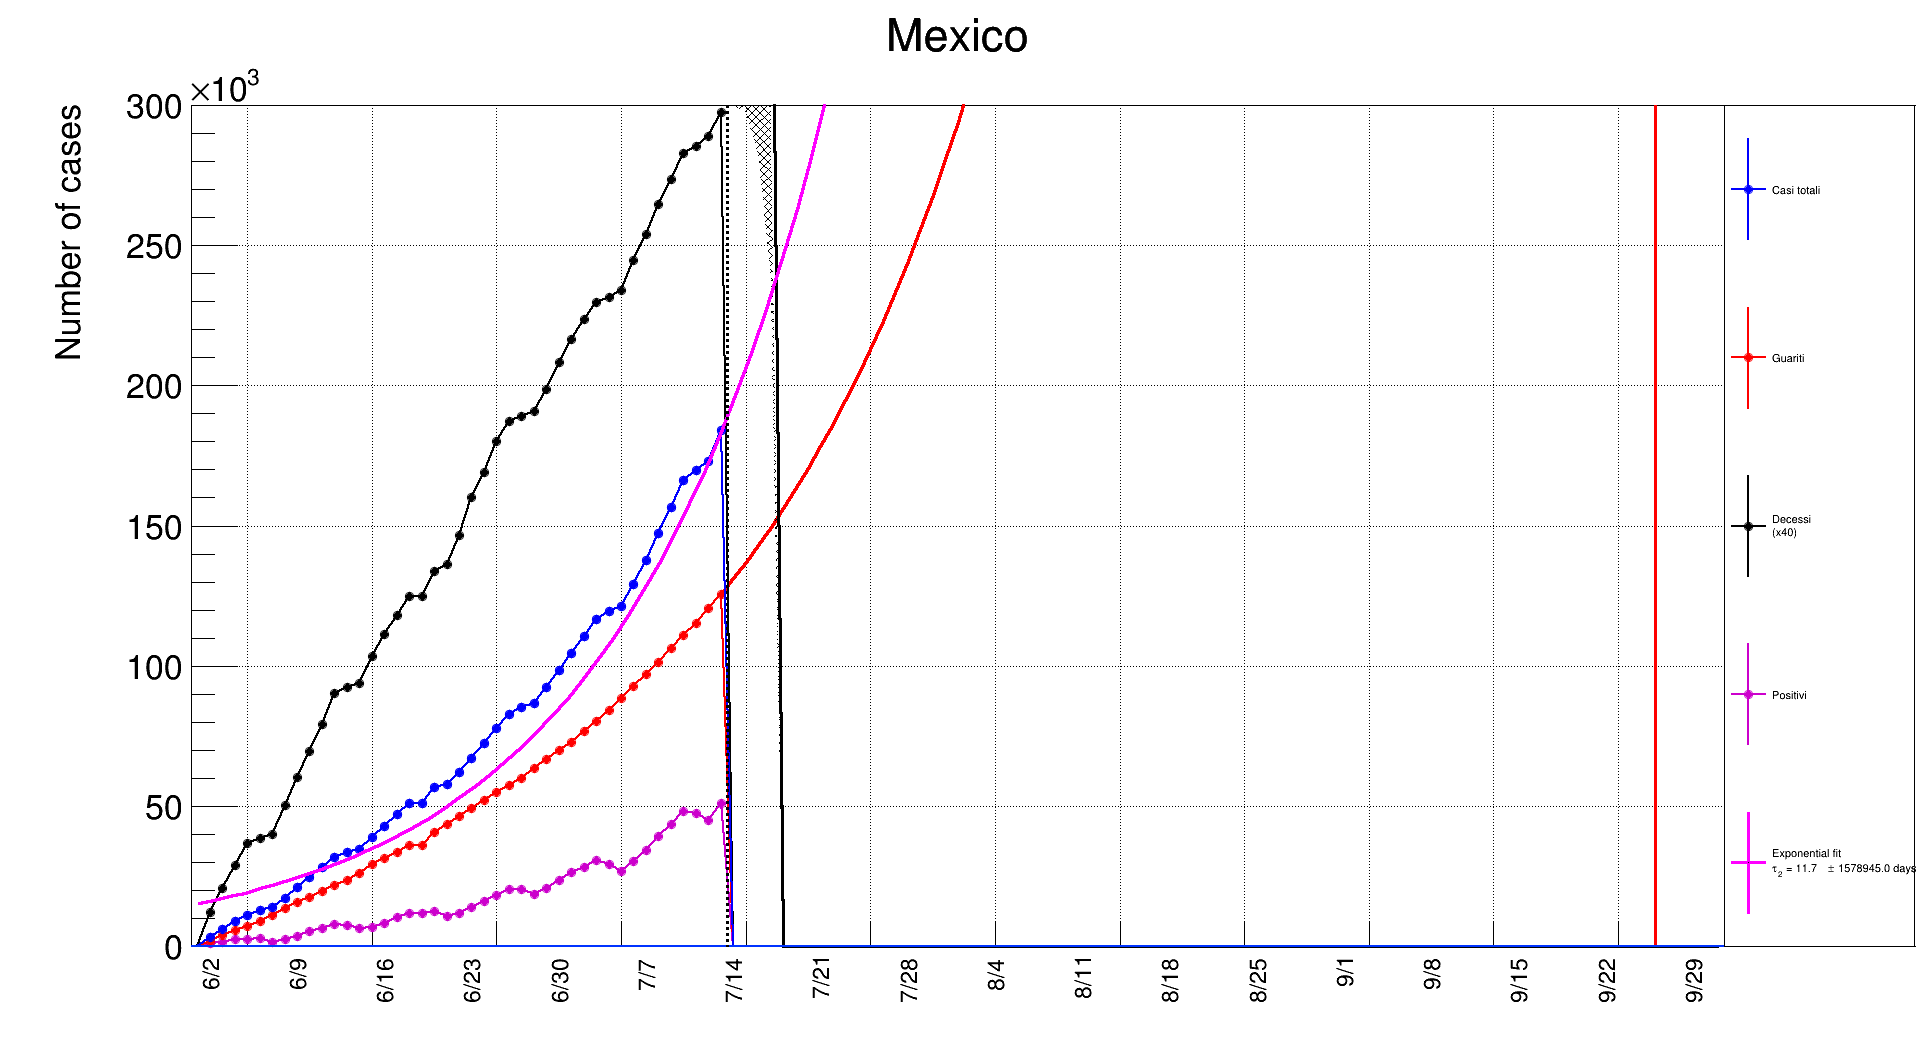 Mexico
×10³
Number of cases
300
250
200
150
100
50
0
6/2
6/9
6/16
6/23
6/30
7/7
7/14
7/21
7/28
8/4
8/11
8/18
8/25
9/1
9/8
9/15
9/22
9/29
Casi totali
Guariti
Decessi
(x40)
Positivi
Exponential fit
τ₂ = 11.7 ± 1578945.0 days